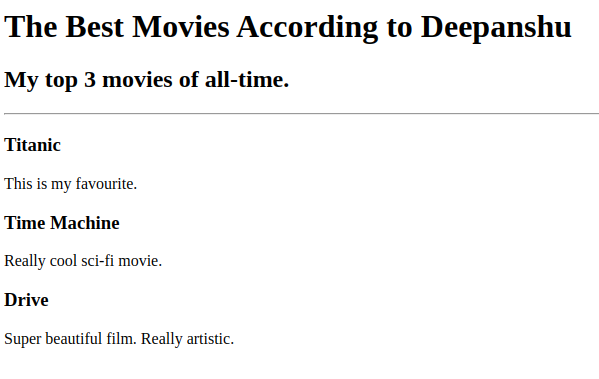 The Best Movies According to Deepanshu
My top 3 movies of all-time.
Titanic
This is my favourite.
Time Machine
Really cool sci-fi movie.
Drive
Super beautiful film. Really artistic.